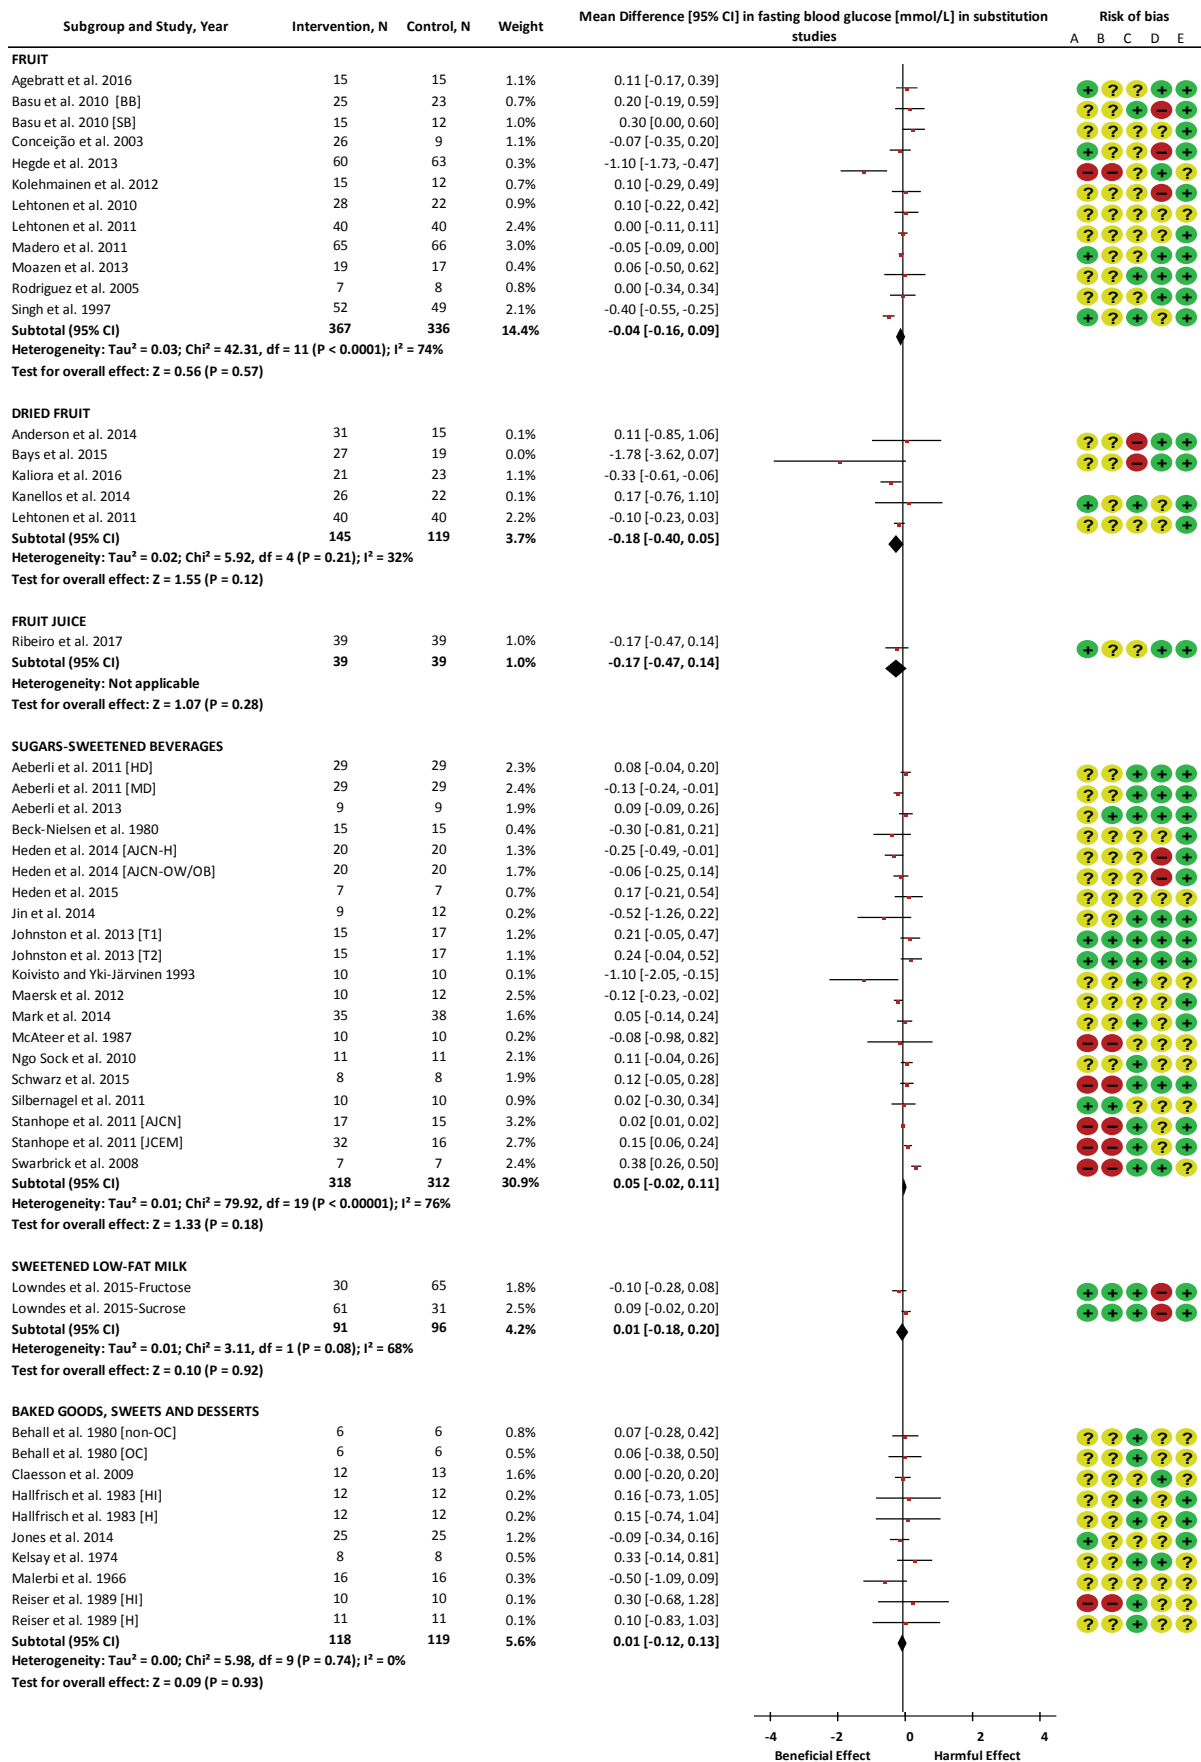 Subgroup and Study, Year Intervention, N Control, N Weight Mean Difference [95% CI] in fasting blood glucose [mmol/L] in substitution studies Risk of bias
A B C D E
FRUIT
Agebratt et al. 2016 15 15 1.1% 0.11 [-0.17, 0.39] + ? ? + +
Basu et al. 2010 [BB] 25 23 0.7% 0.20 [-0.19, 0.59] ? ? + – +
Basu et al. 2010 [SB] 15 12 1.0% 0.30 [0.00, 0.60] ? ? ? ? +
Conceição et al. 2003 26 9 1.1% -0.07 [-0.35, 0.20] + ? ? – +
Hegde et al. 2013 60 63 0.3% -1.10 [-1.73, -0.47] – – ? + ?
Kolehmainen et al. 2012 15 12 0.7% 0.10 [-0.29, 0.49] ? ? ? – +
Lehtonen et al. 2010 28 22 0.9% 0.10 [-0.22, 0.42] ? ? ? ? ?
Lehtonen et al. 2011 40 40 2.4% 0.00 [-0.11, 0.11] ? ? ? ? +
Madero et al. 2011 65 66 3.0% -0.05 [-0.09, 0.00] + ? ? ? +
Moazen et al. 2013 19 17 0.4% 0.06 [-0.50, 0.62] ? ? + + +
Rodriguez et al. 2005 7 8 0.8% 0.00 [-0.34, 0.34] ? ? ? ? +
Singh et al. 1997 52 49 2.1% -0.40 [-0.55, -0.25] + ? + ? +
Subtotal (95% CI) 367 336 14.4% -0.04 [-0.16, 0.09]
Heterogeneity: Tau² = 0.03; Chi² = 42.31, df = 11 (P < 0.0001); I² = 74%
Test for overall effect: Z = 0.56 (P = 0.57)
DRIED FRUIT
Anderson et al. 2014 31 15 0.1% 0.11 [-0.85, 1.06] ? ? – + +
Bays et al. 2015 27 19 0.0% -1.78 [-3.62, 0.07] ? ? – + +
Kaliora et al. 2016 21 23 1.1% -0.33 [-0.61, -0.06]
Kanellos et al. 2014 26 22 0.1% 0.17 [-0.76, 1.10] + ? + ? +
Lehtonen et al. 2011 40 40 2.2% -0.10 [-0.23, 0.03] ? ? ? ? +
Subtotal (95% CI) 145 119 3.7% -0.18 [-0.40, 0.05]
Heterogeneity: Tau² = 0.02; Chi² = 5.92, df = 4 (P = 0.21); I² = 32%
Test for overall effect: Z = 1.55 (P = 0.12)
FRUIT JUICE
Ribeiro et al. 2017 39 39 1.0% -0.17 [-0.47, 0.14] + ? ? + +
Subtotal (95% CI) 39 39 1.0% -0.17 [-0.47, 0.14]
Heterogeneity: Not applicable
Test for overall effect: Z = 1.07 (P = 0.28)
SUGARS-SWEETENED BEVERAGES
Aeberli et al. 2011 [HD] 29 29 2.3% 0.08 [-0.04, 0.20] ? ? + + +
Aeberli et al. 2011 [MD] 29 29 2.4% -0.13 [-0.24, -0.01] ? ? + + +
Aeberli et al. 2013 9 9 1.9% 0.09 [-0.09, 0.26] ? + + + +
Beck-Nielsen et al. 1980 15 15 0.4% -0.30 [-0.81, 0.21] ? ? ? ? +
Heden et al. 2014 [AJCN-H] 20 20 1.3% -0.25 [-0.49, -0.01] ? ? ? – +
Heden et al. 2014 [AJCN-OW/OB] 20 20 1.7% -0.06 [-0.25, 0.14] ? ? ? – +
Heden et al. 2015 7 7 0.7% 0.17 [-0.21, 0.54] ? ? ? ? ?
Jin et al. 2014 9 12 0.2% -0.52 [-1.26, 0.22] ? ? + + +
Johnston et al. 2013 [T1] 15 17 1.2% 0.21 [-0.05, 0.47] + + + + +
Johnston et al. 2013 [T2] 15 17 1.1% 0.24 [-0.04, 0.52] + + + + +
Koivisto and Yki-Järvinen 1993 10 10 0.1% -1.10 [-2.05, -0.15] ? ? + ? ?
Maersk et al. 2012 10 12 2.5% -0.12 [-0.23, -0.02] ? ? ? ? +
Mark et al. 2014 35 38 1.6% 0.05 [-0.14, 0.24] ? ? + ? +
McAteer et al. 1987 10 10 0.2% -0.08 [-0.98, 0.82] – – ? ? ?
Ngo Sock et al. 2010 11 11 2.1% 0.11 [-0.04, 0.26] ? ? + ? ?
Schwarz et al. 2015 8 8 1.9% 0.12 [-0.05, 0.28] – – + + +
Silbernagel et al. 2011 10 10 0.9% 0.02 [-0.30, 0.34] + + ? ? ?
Stanhope et al. 2011 [AJCN] 17 15 3.2% 0.02 [0.01, 0.02] – – + ? +
Stanhope et al. 2011 [JCEM] 32 16 2.7% 0.15 [0.06, 0.24] – – + ? +
Swarbrick et al. 2008 7 7 2.4% 0.38 [0.26, 0.50] – – + + ?
Subtotal (95% CI) 318 312 30.9% 0.05 [-0.02, 0.11]
Heterogeneity: Tau² = 0.01; Chi² = 79.92, df = 19 (P < 0.00001); I² = 76%
Test for overall effect: Z = 1.33 (P = 0.18)
SWEETENED LOW-FAT MILK
Lowndes et al. 2015-Fructose 30 65 1.8% -0.10 [-0.28, 0.08] + + + – +
Lowndes et al. 2015-Sucrose 61 31 2.5% 0.09 [-0.02, 0.20] + + + – +
Subtotal (95% CI) 91 96 4.2% 0.01 [-0.18, 0.20]
Heterogeneity: Tau² = 0.01; Chi² = 3.11, df = 1 (P = 0.08); I² = 68%
Test for overall effect: Z = 0.10 (P = 0.92)
BAKED GOODS, SWEETS AND DESSERTS
Behall et al. 1980 [non-OC] 6 6 0.8% 0.07 [-0.28, 0.42] ? ? + ? ?
Behall et al. 1980 [OC] 6 6 0.5% 0.06 [-0.38, 0.50] ? ? + ? ?
Claesson et al. 2009 12 13 1.6% 0.00 [-0.20, 0.20] ? ? ? + ?
Hallfrisch et al. 1983 [HI] 12 12 0.2% 0.16 [-0.73, 1.05] ? ? + ? +
Hallfrisch et al. 1983 [H] 12 12 0.2% 0.15 [-0.74, 1.04] ? ? + ? +
Jones et al. 2014 25 25 1.2% -0.09 [-0.34, 0.16] + ? ? ? +
Kelsay et al. 1974 8 8 0.5% 0.33 [-0.14, 0.81] ? ? + + ?
Malerbi et al. 1966 16 16 0.3% -0.50 [-1.09, 0.09] ? ? ? ? ?
Reiser et al. 1989 [HI] 10 10 0.1% 0.30 [-0.68, 1.28] – – + ? ?
Reiser et al. 1989 [H] 11 11 0.1% 0.10 [-0.83, 1.03] ? ? + ? ?
Subtotal (95% CI) 118 119 5.6% 0.01 [-0.12, 0.13]
Heterogeneity: Tau² = 0.00; Chi² = 5.98, df = 9 (P = 0.74); I² = 0%
Test for overall effect: Z = 0.09 (P = 0.93)
-4 -2 0 2 4
Beneficial Effect Harmful Effect